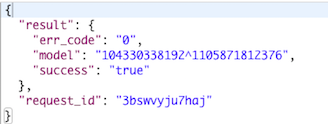 {
"result": {
"err_code": "0",
"model": "104330338192^1105871812376",
"success": "true"
},
"request_id": "3bswvyju7haj"
}